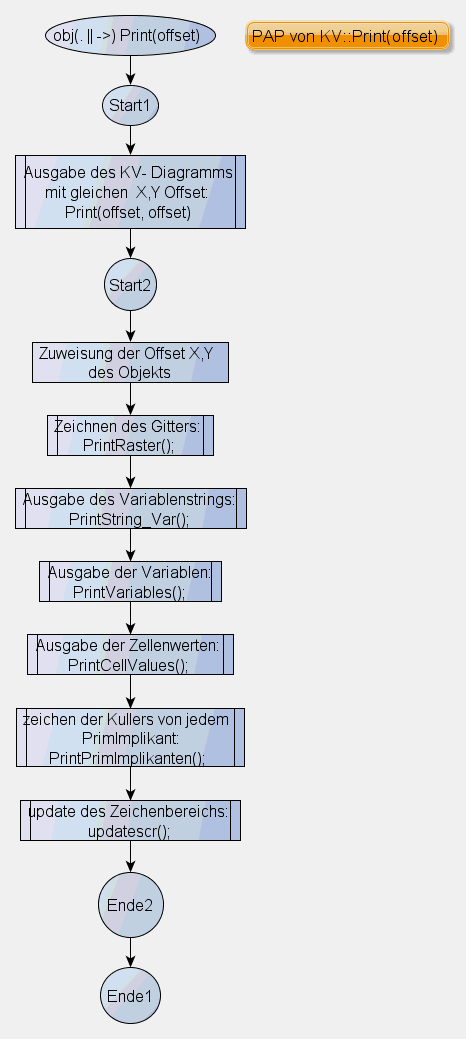 obj(. || ->) Print(offset)
PAP von KV::Print(offset)
Start1
Ausgabe des KV- Diagramms
mit gleichen X,Y Offset:
Print(offset, offset)
Start2
Zuweisung der Offset X,Y
des Objekts
Zeichnen des Gitters:
PrintRaster();
Ausgabe des Variablenstrings:
PrintString_Var();
Ausgabe der Variablen:
PrintVariables();
Ausgabe der Zellenwerten:
PrintCellValues();
zeichen der Kullers von jedem
PrimImplikant:
PrintPrimImplikanten();
update des Zeichenbereichs:
updatescr();
Ende2
Ende1